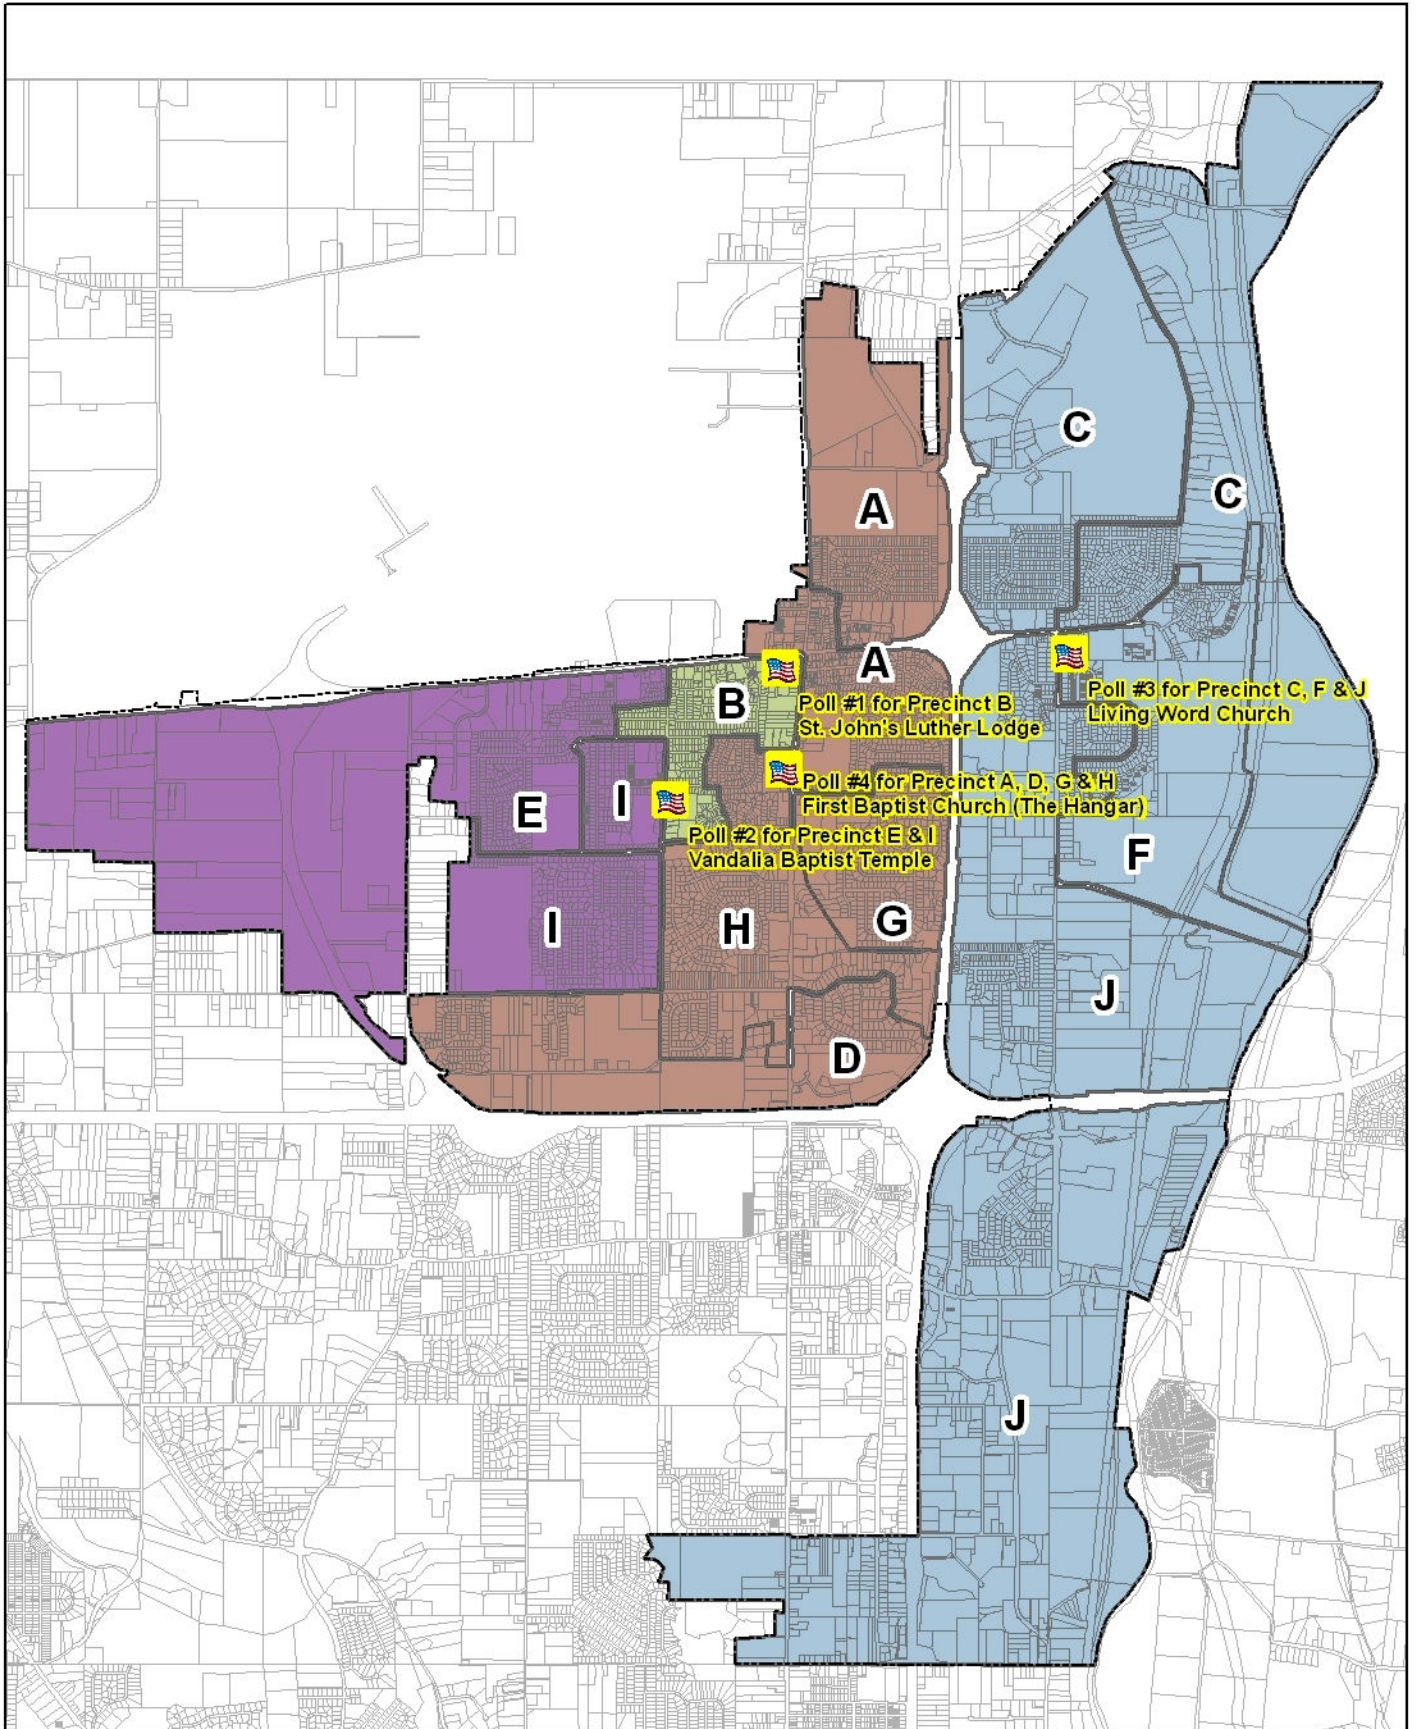 C
C
A
A
B
Poll #1 for Precinct B
St. John's Luther Lodge
Poll #3 for Precinct C, F & J
Living Word Church
E
I
Poll #4 for Precinct A, D, G & H
First Baptist Church (The Hangar)
Poll #2 for Precinct E & I
Vandalia Baptist Temple
F
I
H
G
J
D
J